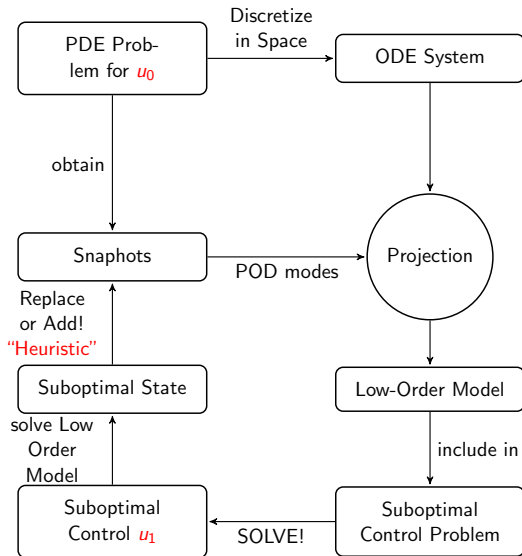 PDE Prob-
lem for u0
Discretize
in Space
ODE System
obtain
Snaphots
POD modes
Projection
Replace
or Add!
“Heuristic”
Suboptimal State
Low-Order Model
solve Low
Order
Model
include in
Suboptimal
Control u1
SOLVE!
Suboptimal
Control Problem